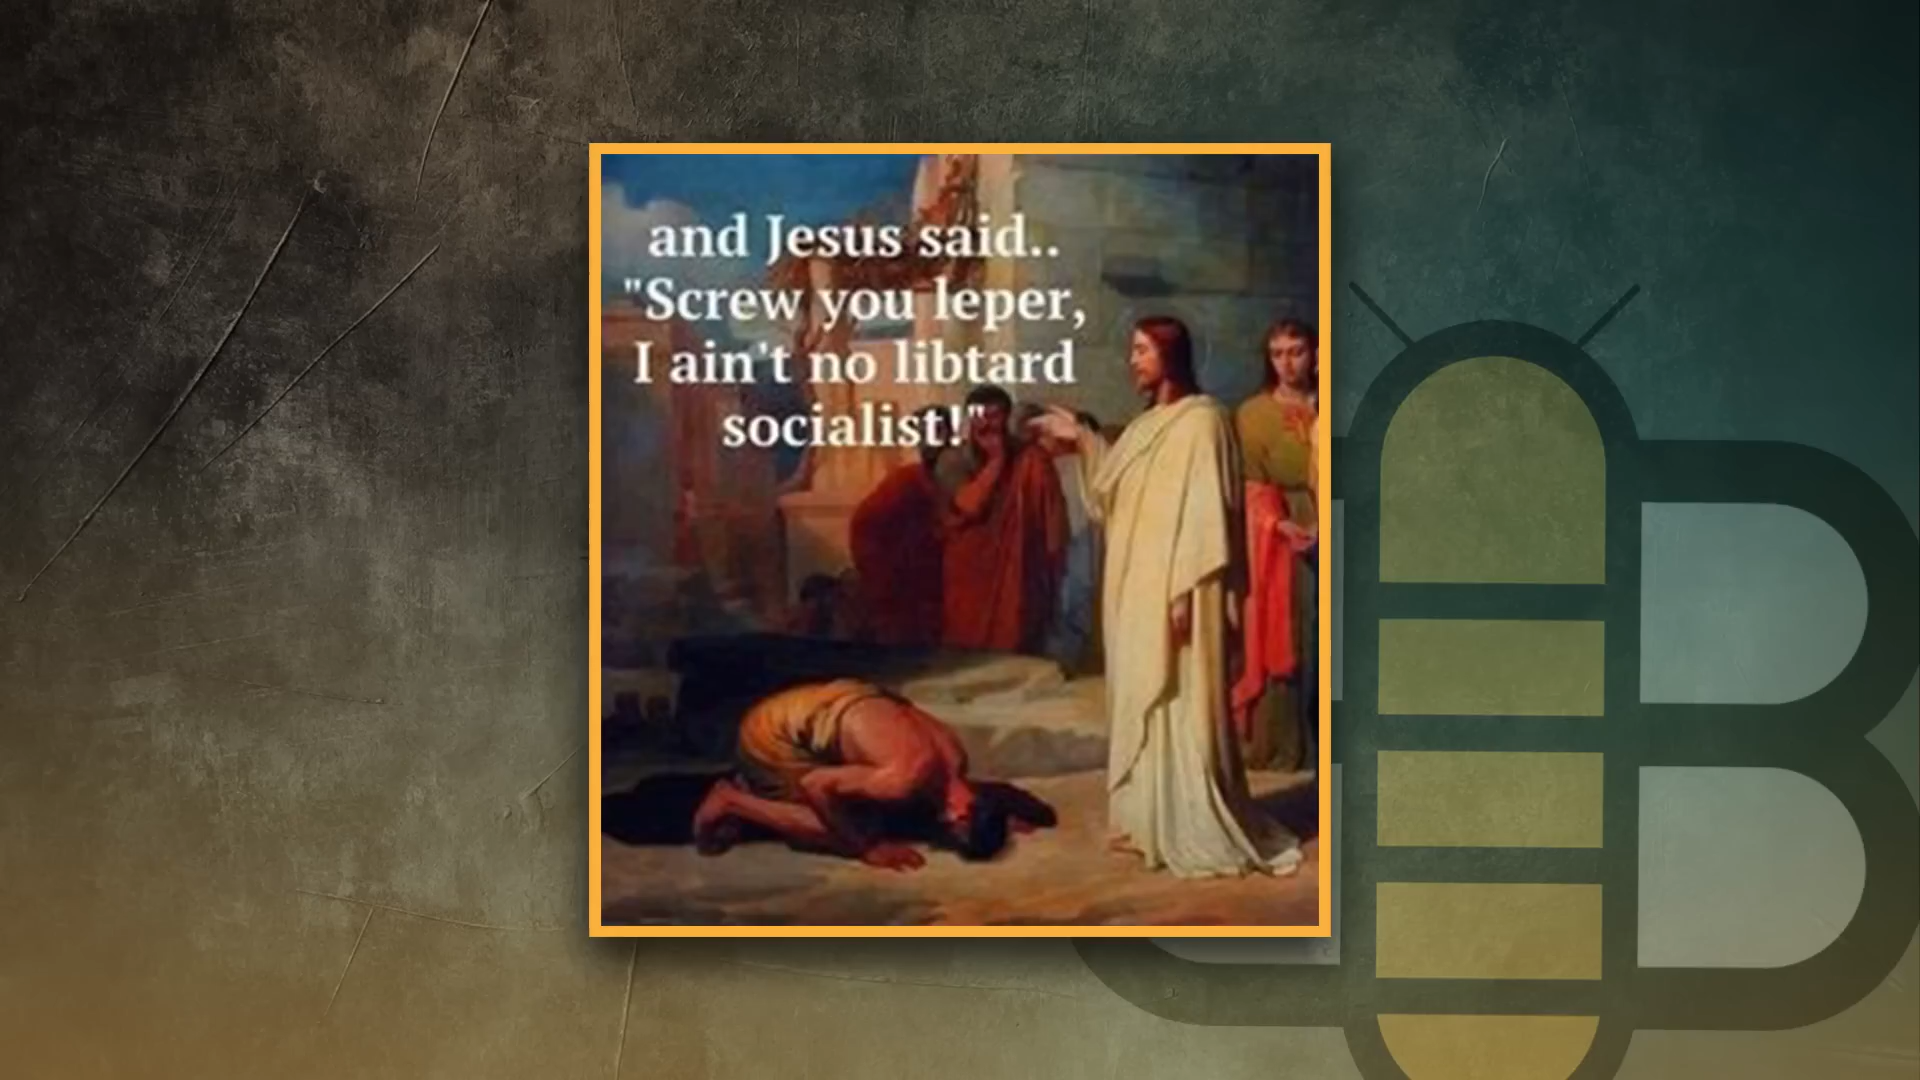 and Jesus said..
"Screw you leper,
I ain't no libtard
socialist!"